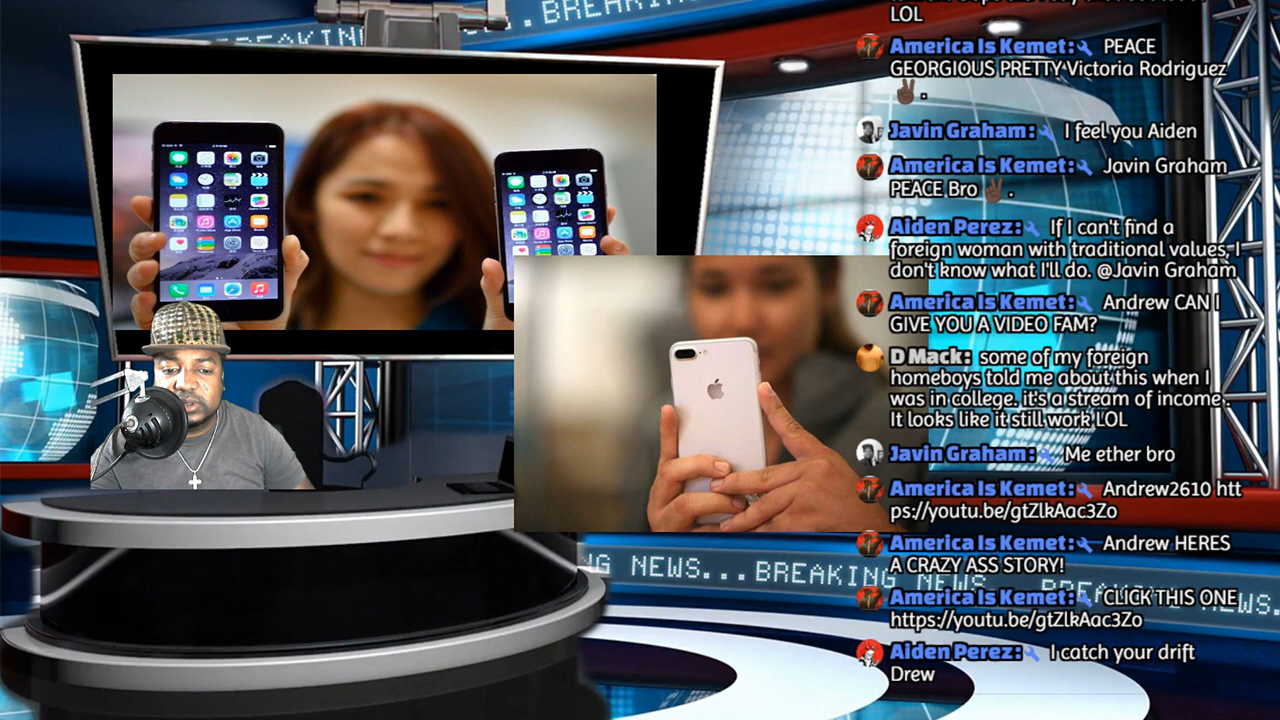 ...BREAKING
BREAKING
LOL
America Is Kemet: PEACE
GEORGIOUS PRETTY Victoria Rodriguez
✌🏾.
Javin Graham: I feel you Aiden
America Is Kemet: Javin Graham
PEACE Bro ✌🏾.
Aiden Perez: If I can't find a
foreign woman with traditional values, I
don't know what I'll do. @Javin Graham
America Is Kemet: Andrew CAN I
GIVE YOU A VIDEO FAM?
D Mack: some of my foreign
homeboys told me about this when I
was in college. it's a stream of income .
It looks like it still work LOL
Javin Graham: Me ether bro
America Is Kemet: Andrew2610 htt
ps://youtu.be/gtZlkAac3Zo
America Is Kemet: Andrew HERES
A CRAZY ASS STORY!
America Is Kemet: CLICK THIS ONE
https://youtu.be/gtZlkAac3Zo
Aiden Perez: I catch your drift
Drew
NG NEWS...BREAKING NEWS... BREAKING NEWS.